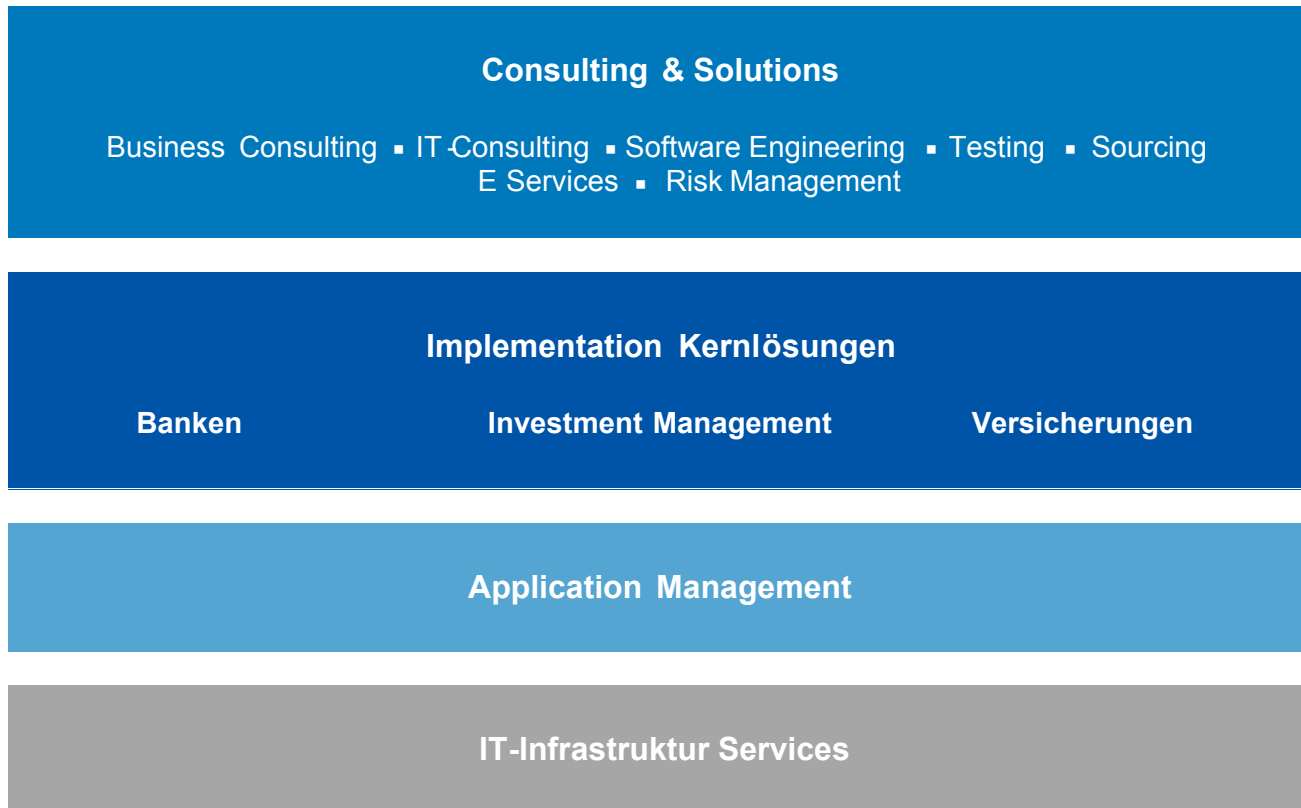 Consulting & Solutions
Business Consulting ▪ IT-Consulting ▪ Software Engineering ▪ Testing ▪ Sourcing
E Services ▪ Risk Management
Implementation Kernlösungen
Banken Investment Management Versicherungen
Application Management
IT-Infrastruktur Services